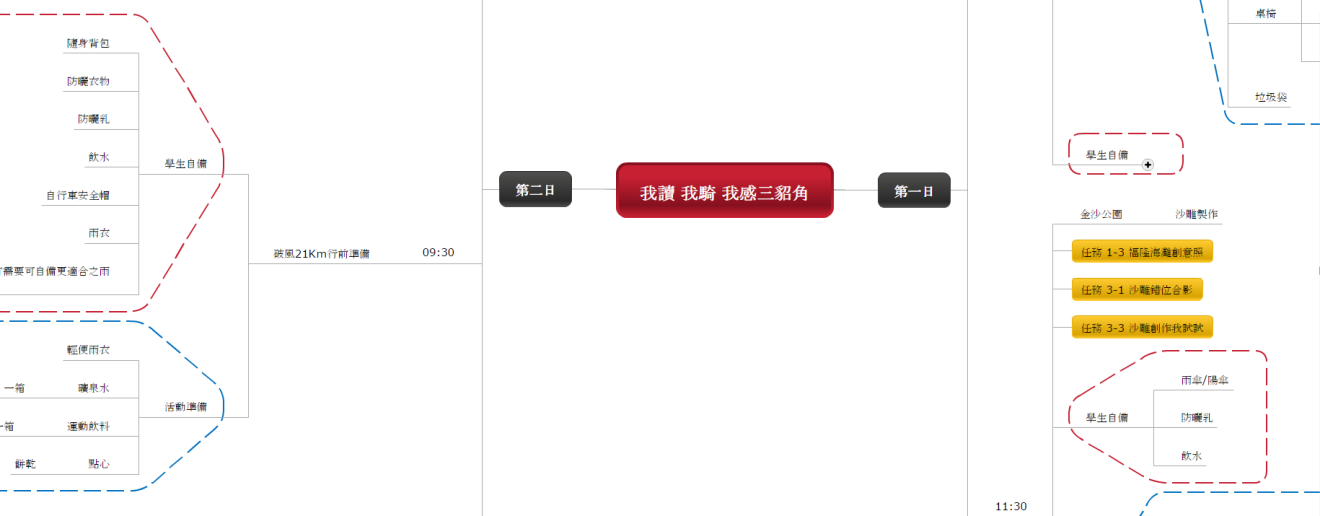 隨身背包
防曬衣物
防曬乳
飲水
自行車安全帽
雨衣
需要可自備更適合之雨
學生自備
輕便雨衣
一箱 礦泉水
一箱 運動飲料
餅乾 點心
活動準備
破風21Km行前準備 09:30
第二日
我讀 我騎 我感三貂角
第一日
桌椅
垃圾袋
學生自備
金沙公園 沙雕製作
任務 1-3 福隆海灘創意照
任務 3-1 沙雕錯位合影
任務 3-3 沙雕創作我試試
學生自備
雨傘/陽傘
防曬乳
飲水
11:30